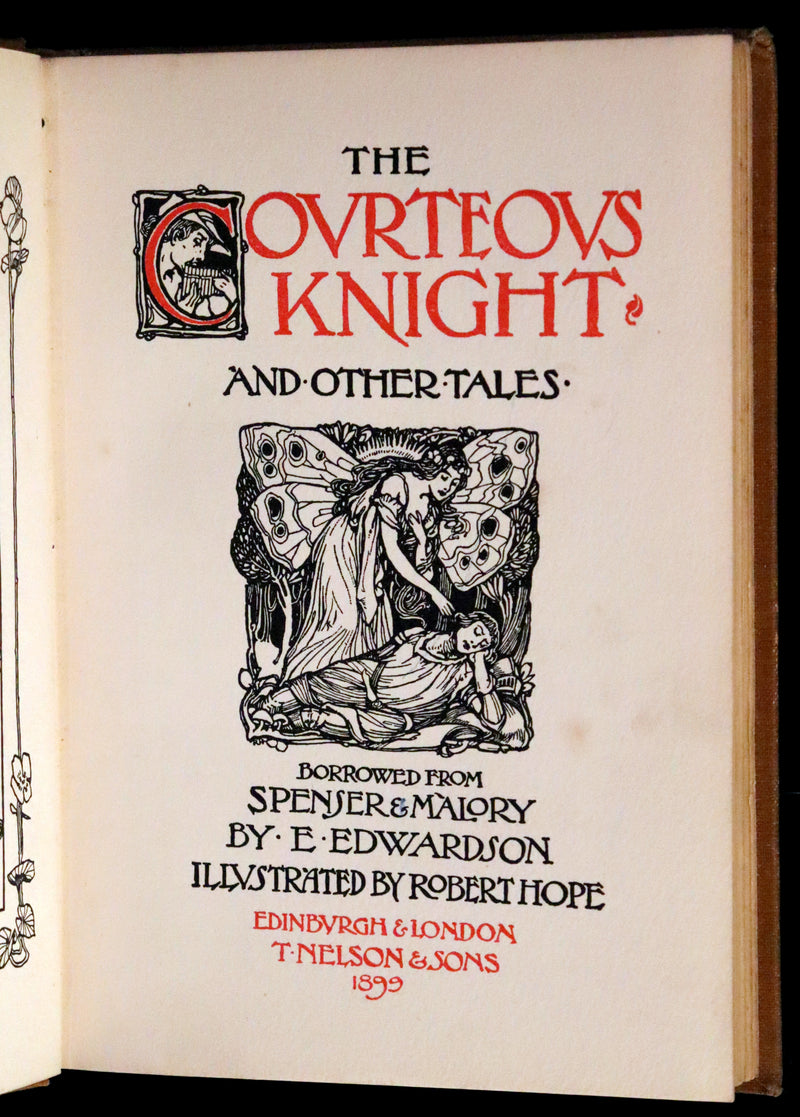 THE
COVRTEOVS
KNIGHT
AND·OTHER·TALES·
BORROWED FROM
SPENSER & MALORY
BY·E·EDWARDSON
ILLVSTRATED BY ROBERT HOPE
EDINBVRGH & LONDON
T·NELSON & SONS
1899